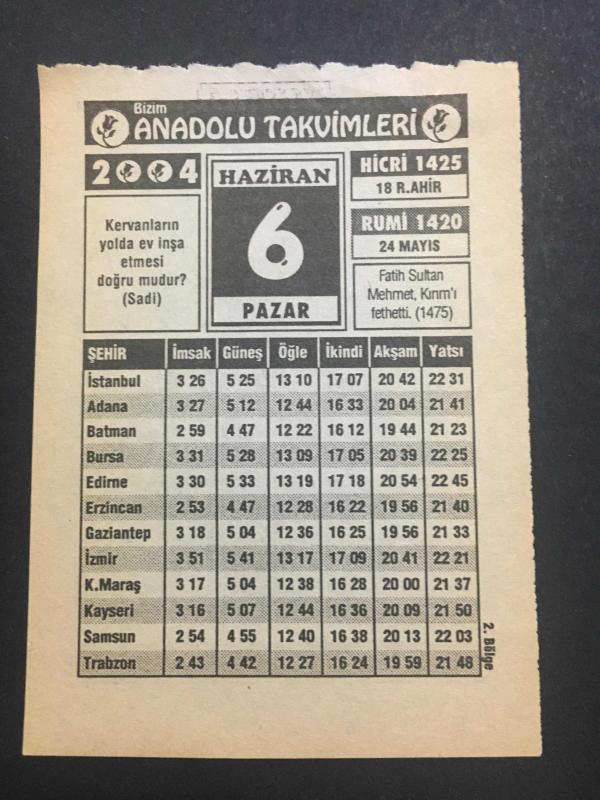 Bizim
ANADOLU TAKVİMLERİ
2004
HAZİRAN
6
PAZAR
HİCRİ 1425
18 R.AHİR
RUMİ 1420
24 MAYIS
Kervanların
yolda ev inşa
etmesi
doğru mudur?
(Sadi)
Fatih Sultan
Mehmet, Kırım'ı
fethetti. (1475)
ŞEHİR İmsak Güneş Öğle İkindi Akşam Yatsı
İstanbul 3 26 5 25 13 10 17 07 20 42 22 31
Adana 3 27 5 12 12 44 16 33 20 04 21 41
Batman 2 59 4 47 12 22 16 12 19 44 21 23
Bursa 3 31 5 28 13 09 17 05 20 39 22 25
Edirne 3 30 5 33 13 19 17 18 20 54 22 45
Erzincan 2 53 4 47 12 28 16 22 19 56 21 40
Gaziantep 3 18 5 04 12 36 16 25 19 56 21 33
İzmir 3 51 5 41 13 17 17 09 20 41 22 21
K.Maraş 3 17 5 04 12 38 16 28 20 00 21 37
Kayseri 3 16 5 07 12 44 16 36 20 09 21 50
Samsun 2 54 4 55 12 40 16 38 20 13 22 03
Trabzon 2 43 4 42 12 27 16 24 19 59 21 48
2. Bölge